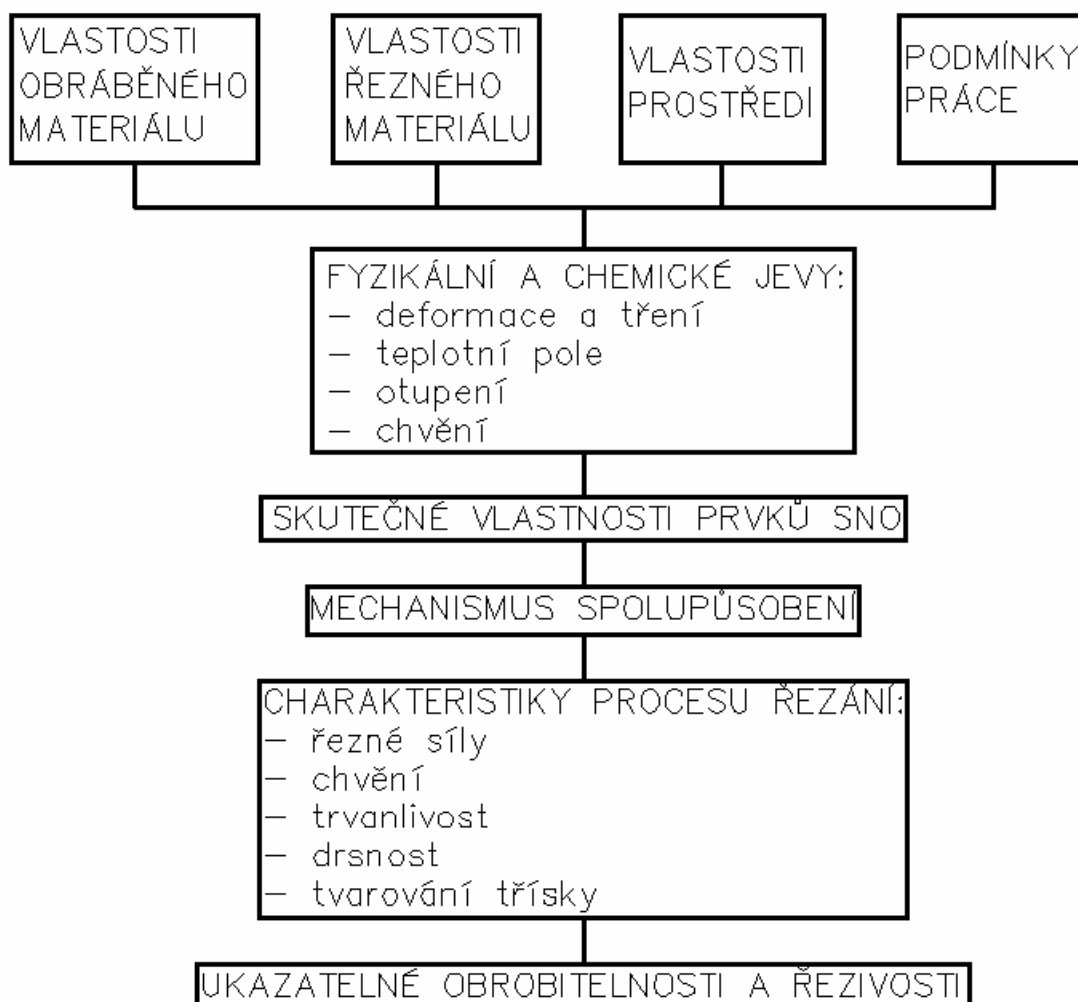 VLASTOSTI
OBRÁBĚNÉHO
MATERIÁLU
VLASTOSTI
ŘEZNÉHO
MATERIÁLU
VLASTOSTI
PROSTŘEDÍ
PODMÍNKY
PRÁCE
FYZIKÁLNÍ A CHEMICKÉ JEVY:
– deformace a tření
– teplotní pole
– otupení
– chvění
SKUTEČNÉ VLASTNOSTI PRVKŮ SNO
MECHANISMUS SPOLUPŮSOBENÍ
CHARAKTERISTIKY PROCESU ŘEZÁNÍ:
– řezné síly
– chvění
– trvanlivost
– drsnost
– tvarování třísky
UKAZATELNÉ OBROBITELNOSTI A ŘEZIVOSTI